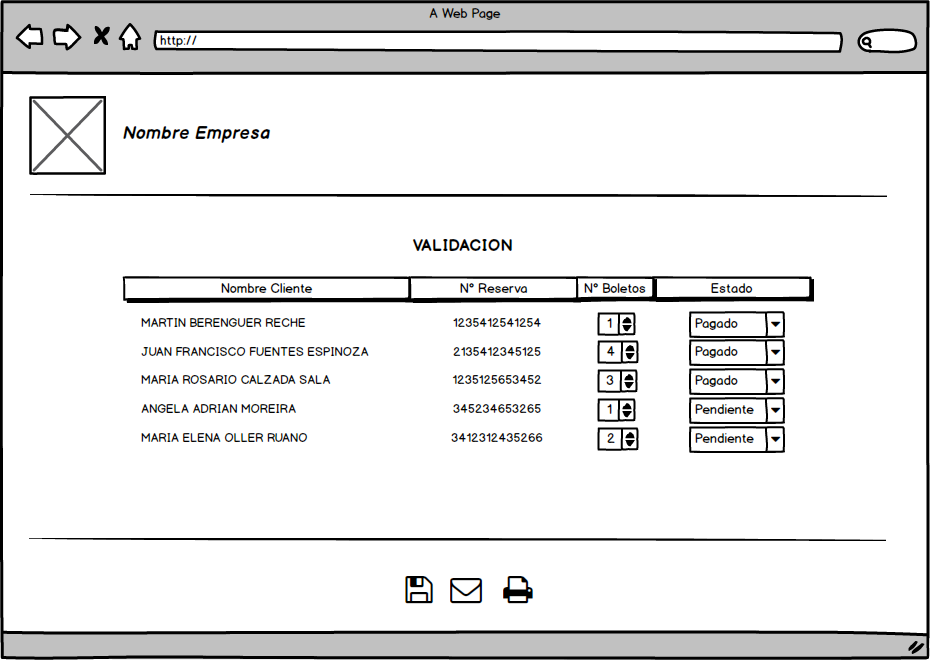 A Web Page
http://
Nombre Empresa
VALIDACION
Nombre Cliente Nº Reserva Nº Boletos Estado
MARTIN BERENGUER RECHE 1235412541254 1 Pagado
JUAN FRANCISCO FUENTES ESPINOZA 2135412345125 4 Pagado
MARIA ROSARIO CALZADA SALA 1235125653452 3 Pagado
ANGELA ADRIAN MOREIRA 345234653265 1 Pendiente
MARIA ELENA OLLER RUANO 3412312435266 2 Pendiente